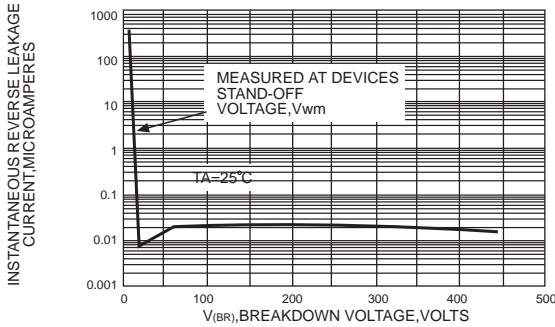 INSTANTANEOUS REVERSE LEAKAGE
CURRENT,MICROAMPERES
1000
100
10
1
0.1
0.01
0.001
MEASURED AT DEVICES
STAND-OFF
VOLTAGE,Vwm
TA=25℃
0 100 200 300 400 500
V(BR),BREAKDOWN VOLTAGE,VOLTS